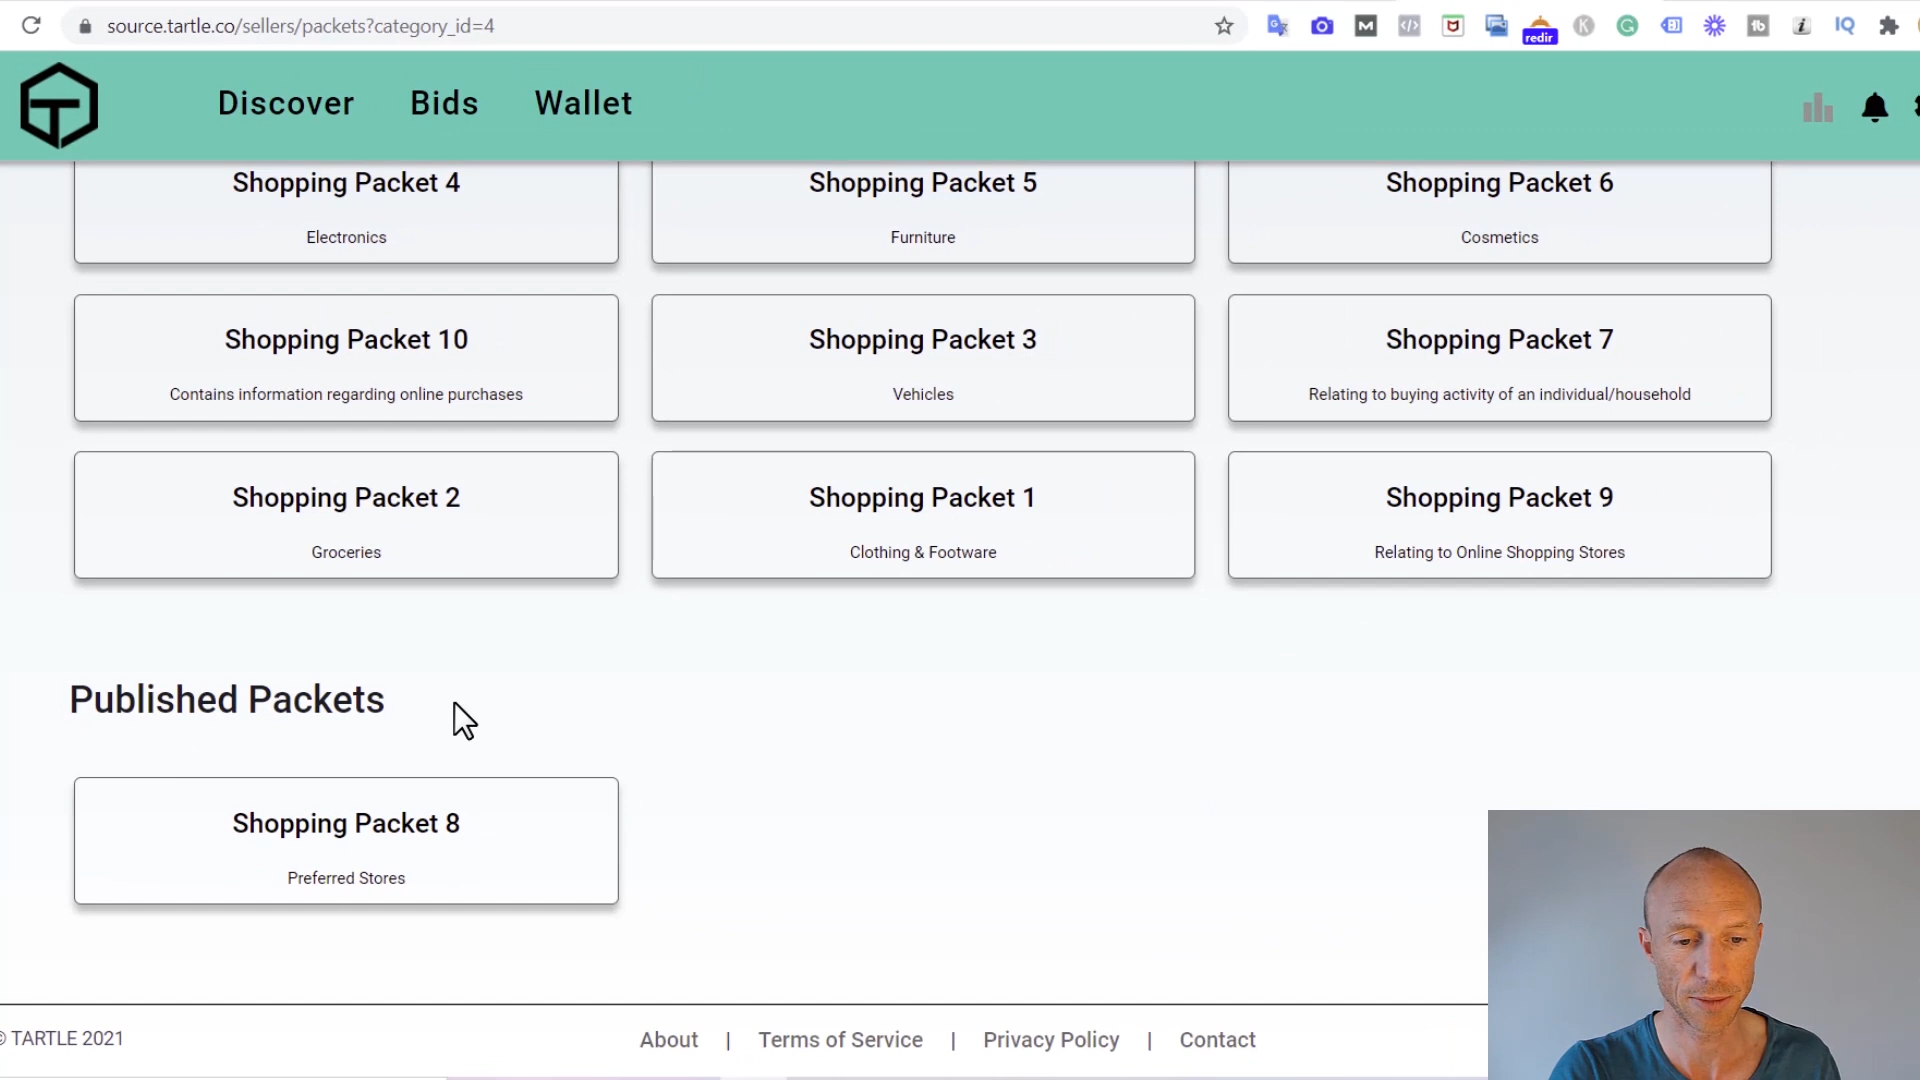 source.tartle.co/sellers/packets?category_id=4
redir
Discover Bids Wallet
Shopping Packet 4 Shopping Packet 5 Shopping Packet 6
Electronics Furniture Cosmetics
Shopping Packet 10 Shopping Packet 3 Shopping Packet 7
Contains information regarding online purchases Vehicles Relating to buying activity of an individual/household
Shopping Packet 2 Shopping Packet 1 Shopping Packet 9
Groceries Clothing & Footware Relating to Online Shopping Stores
Published Packets
Shopping Packet 8
Preferred Stores
© TARTLE 2021 About | Terms of Service | Privacy Policy | Contact